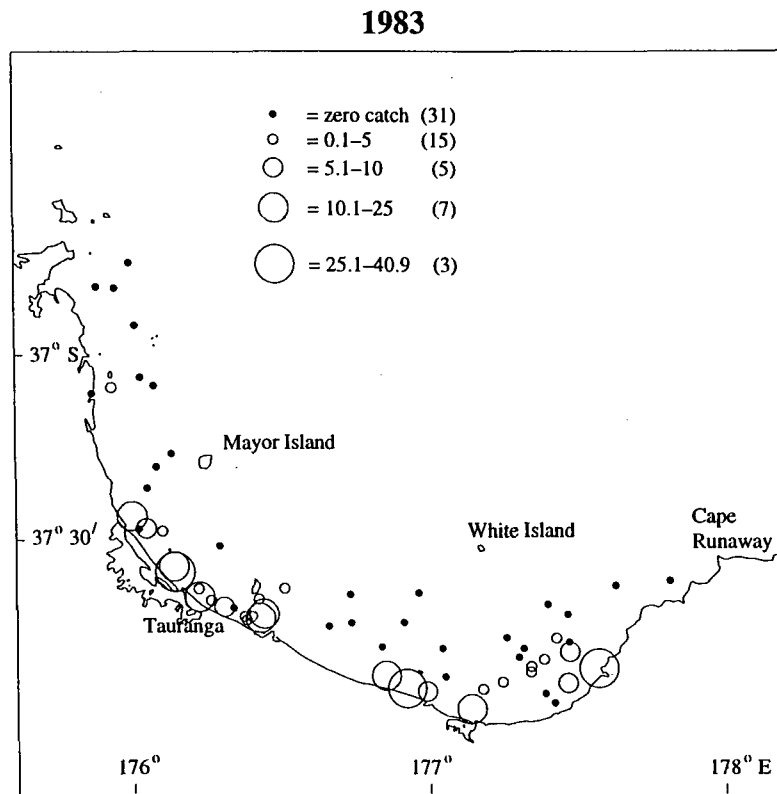 1983
= zero catch (31)
= 0.1–5 (15)
= 5.1–10 (5)
= 10.1–25 (7)
= 25.1–40.9 (3)
37° S
Mayor Island
37° 30′
White Island
Cape
Runaway
Tauranga
176° 177° 178° E